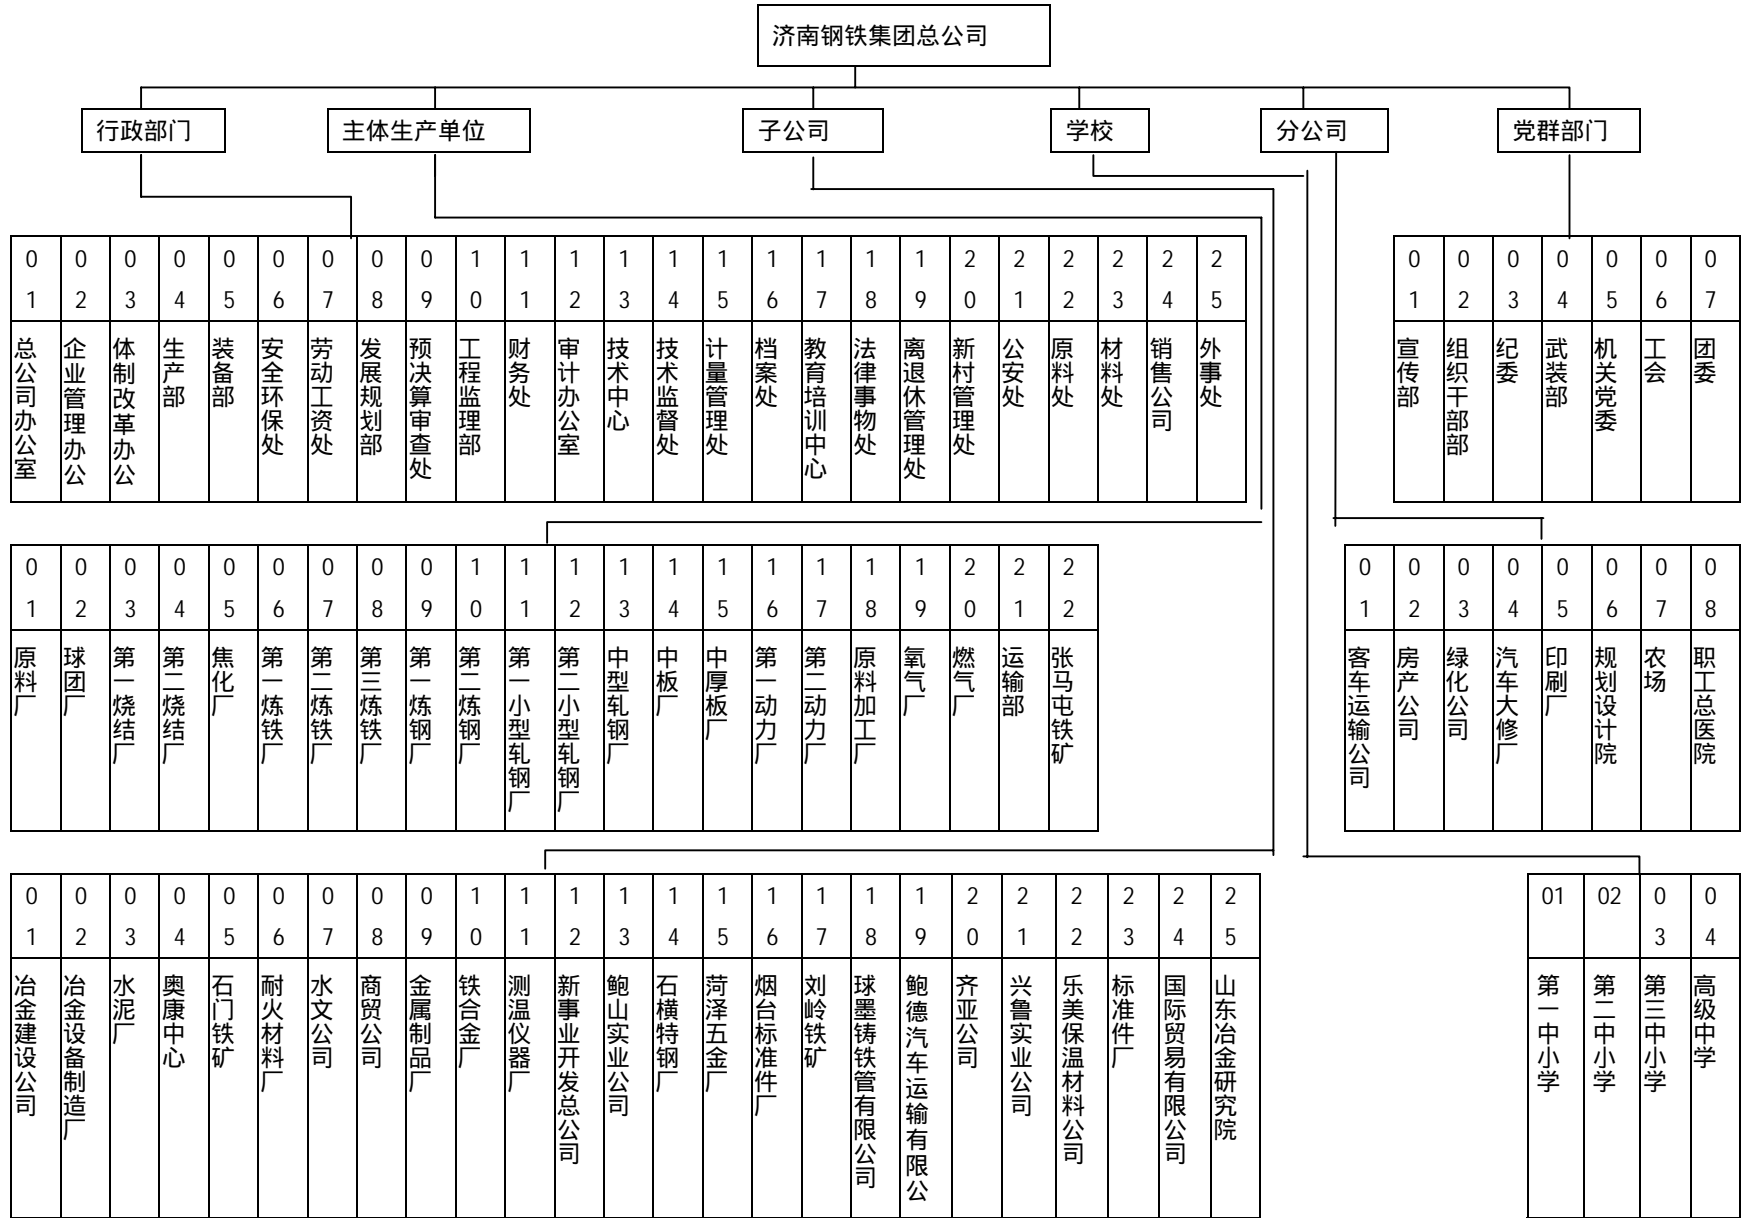 济南钢铁集团总公司
行政部门
主体生产单位
子公司
学校
分公司
党群部门
01 总公司办公室
02 企业管理办公
03 体制改革办公
04 生产部
05 装备部
06 安全环保处
07 劳动工资处
08 发展规划部
09 预决算审查处
10 工程监理部
11 财务处
12 审计办公室
13 技术中心
14 技术监督处
15 计量管理处
16 档案处
17 教育培训中心
18 法律事物处
19 离退休管理处
20 新村管理处
21 公安处
22 原料处
23 材料处
24 销售公司
25 外事处
01 宣传部
02 组织干部部
03 纪委
04 武装部
05 机关党委
06 工会
07 团委
01 原料厂
02 球团厂
03 第一烧结厂
04 第二烧结厂
05 焦化厂
06 第一炼铁厂
07 第二炼铁厂
08 第三炼铁厂
09 第一炼钢厂
10 第二炼钢厂
11 第一小型轧钢厂
12 第二小型轧钢厂
13 中型轧钢厂
14 中板厂
15 中厚板厂
16 第一动力厂
17 第二动力厂
18 原料加工厂
19 氧气厂
20 燃气厂
21 运输部
22 张马屯铁矿
01 客车运输公司
02 房产公司
03 绿化公司
04 汽车大修厂
05 印刷厂
06 规划设计院
07 农场
08 职工总医院
01 冶金建设公司
02 冶金设备制造厂
03 水泥厂
04 奥康中心
05 石门铁矿
06 耐火材料厂
07 水文公司
08 商贸公司
09 金属制品厂
10 铁合金厂
11 测温仪器厂
12 新事业开发总公司
13 鲍山实业公司
14 石横特钢厂
15 菏泽五金厂
16 烟台标准件厂
17 刘岭铁矿
18 球墨铸铁管有限公司
19 鲍德汽车运输有限公
20 齐亚公司
21 兴鲁实业公司
22 乐美保温材料公司
23 标准件厂
24 国际贸易有限公司
25 山东冶金研究院
01 第一中小学
02 第二中小学
03 第三中小学
04 高级中学